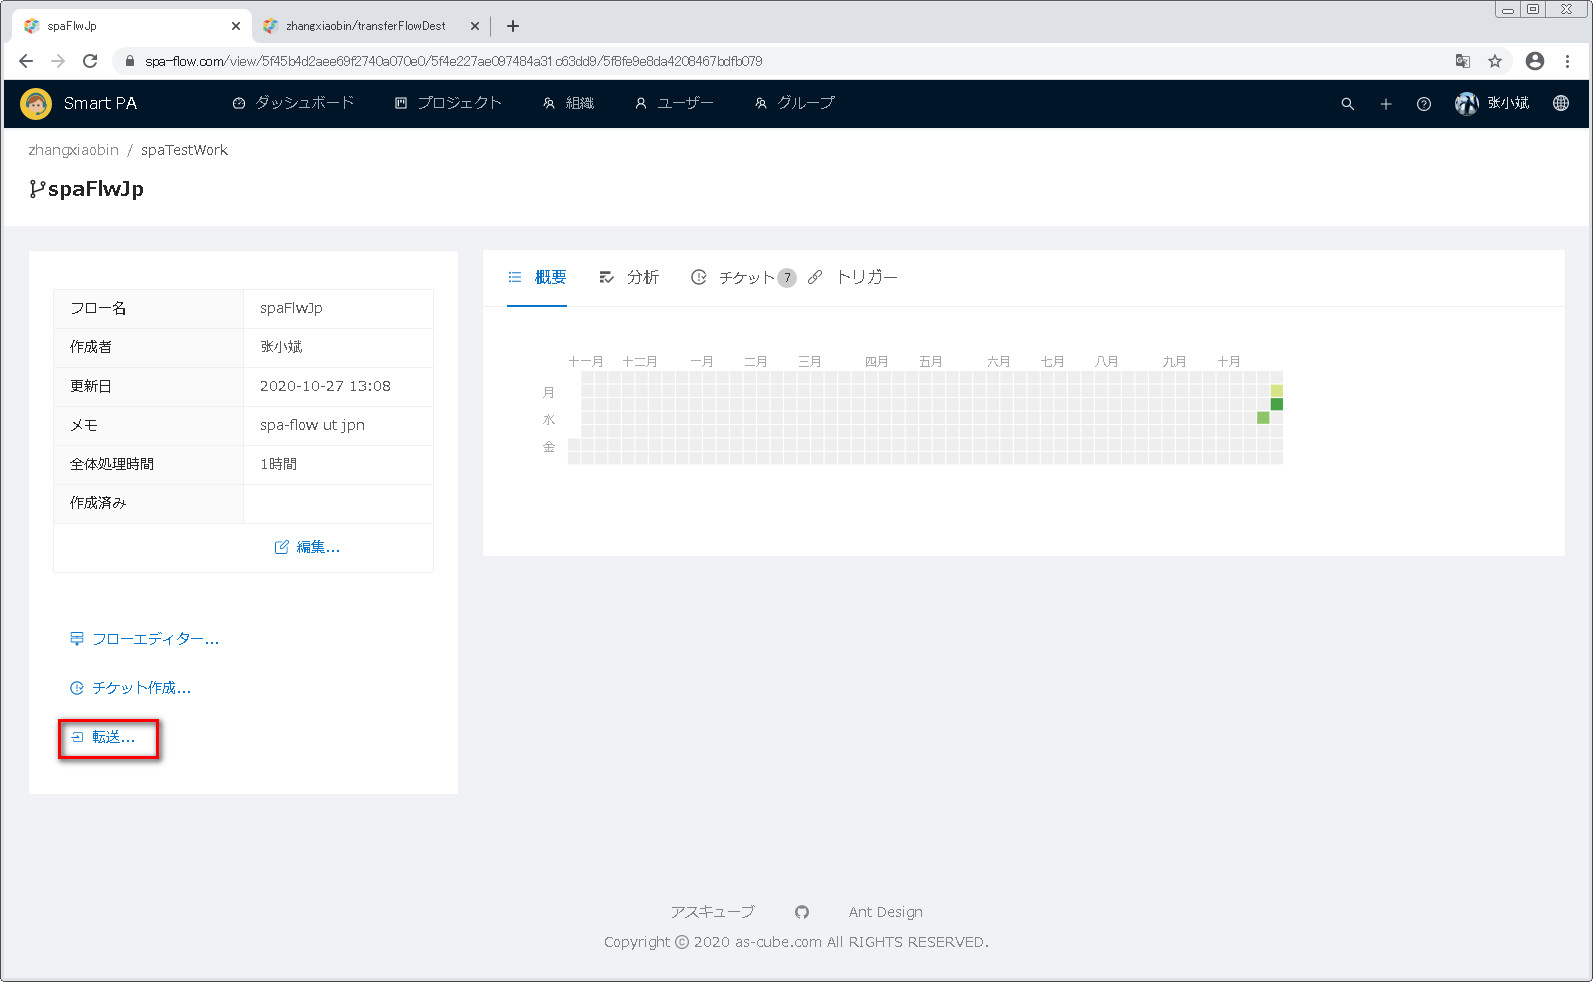 spaFlwJp
zhangxiaobin/transferFlowDest
spa-flow.com/view/5f45b4d2aee69f2740a070e0/5f4e227ae097484a31c63dd9/5f8fe9e8da4208467bdfb079
Smart PA ダッシュボード プロジェクト 組織 ユーザー グループ 张小斌
zhangxiaobin / spaTestWork
spaFlwJp
フロー名 spaFlwJp
作成者 张小斌
更新日 2020-10-27 13:08
メモ spa-flow ut jpn
全体処理時間 1時間
作成済み
編集...
フローエディター...
チケット作成...
転送...
概要 分析 チケット 7 トリガー
十一月 十二月 一月 二月 三月 四月 五月 六月 七月 八月 九月 十月
月
水
金
アスキューブ Ant Design
Copyright © 2020 as-cube.com All RIGHTS RESERVED.